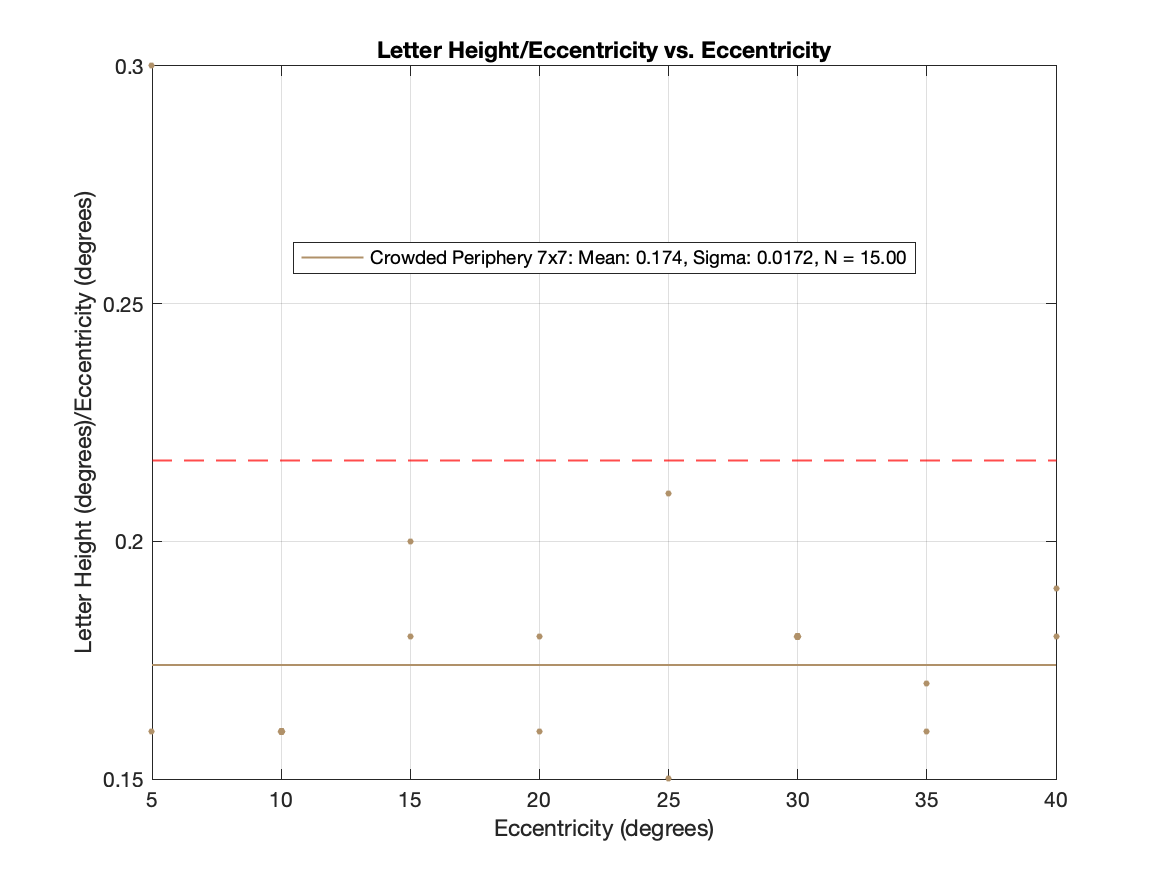 Letter Height/Eccentricity vs. Eccentricity
0.3
0.25
0.2
0.15
Letter Height (degrees)/Eccentricity (degrees)
Crowded Periphery 7x7: Mean: 0.174, Sigma: 0.0172, N = 15.00
5 10 15 20 25 30 35 40
Eccentricity (degrees)